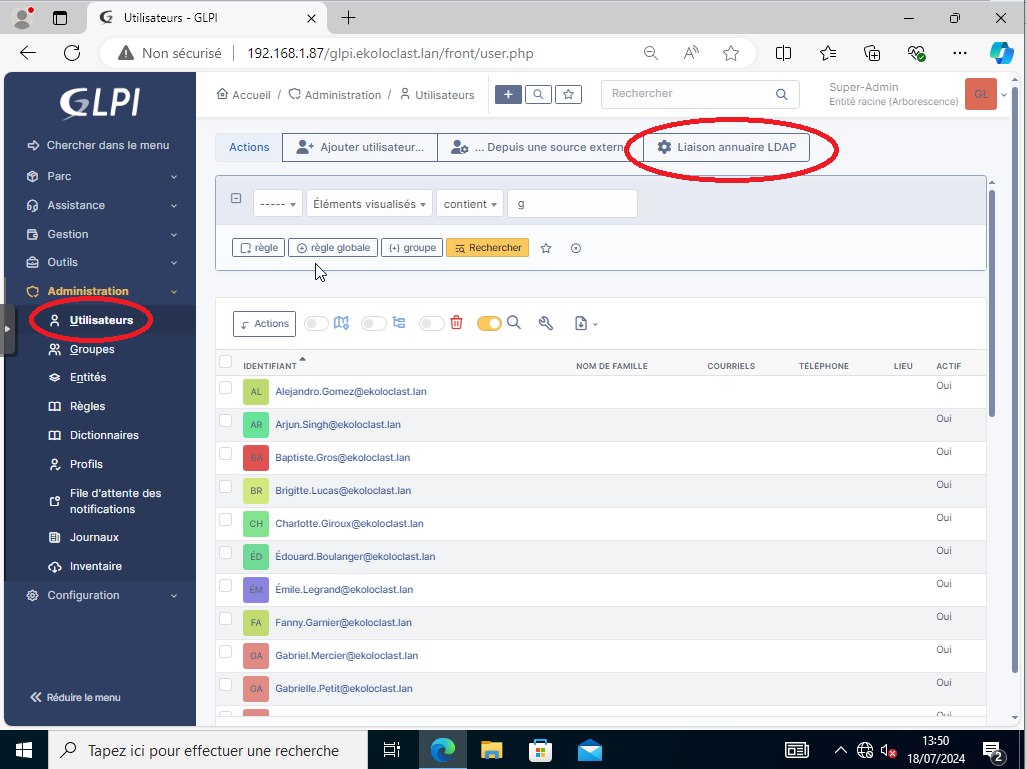 Utilisateurs - GLPI
Non sécurisé
192.168.1.87/glpi.ekoloclast.lan/front/user.php
GLPI
Accueil / Administration / Utilisateurs
Rechercher
Super-Admin
Entité racine (Arborescence)
GL
Chercher dans le menu
Parc
Assistance
Gestion
Outils
Administration
Utilisateurs
Groupes
Entités
Règles
Dictionnaires
Profils
File d'attente des
notifications
Journaux
Inventaire
Configuration
Réduire le menu
Actions
Ajouter utilisateur...
... Depuis une source extern
Liaison annuaire LDAP
----- Éléments visualisés contient g
règle règle globale groupe Rechercher
Actions
IDENTIFIANT NOM DE FAMILLE COURRIELS TÉLÉPHONE LIEU ACTIF
AL Alejandro.Gomez@ekoloclast.lan Oui
AR Arjun.Singh@ekoloclast.lan Oui
BA Baptiste.Gros@ekoloclast.lan Oui
BR Brigitte.Lucas@ekoloclast.lan Oui
CH Charlotte.Giroux@ekoloclast.lan Oui
ÉD Édouard.Boulanger@ekoloclast.lan Oui
ÉM Émile.Legrand@ekoloclast.lan Oui
FA Fanny.Garnier@ekoloclast.lan Oui
GA Gabriel.Mercier@ekoloclast.lan Oui
GA Gabrielle.Petit@ekoloclast.lan Oui
Oui
Tapez ici pour effectuer une recherche
13:50
18/07/2024
2